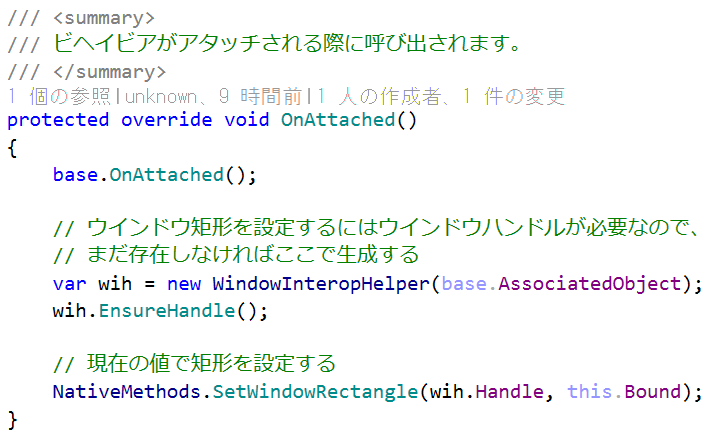 /// <summary>
/// ビヘイビアがアタッチされる際に呼び出されます。
/// </summary>
1 個の参照|unknown、9 時間前|1 人の作成者、1 件の変更
protected override void OnAttached()
{
    base.OnAttached();
    // ウインドウ矩形を設定するにはウインドウハンドルが必要なので、
    // まだ存在しなければここで生成する
    var wih = new WindowInteropHelper(base.AssociatedObject);
    wih.EnsureHandle();
    // 現在の値で矩形を設定する
    NativeMethods.SetWindowRectangle(wih.Handle, this.Bound);
}